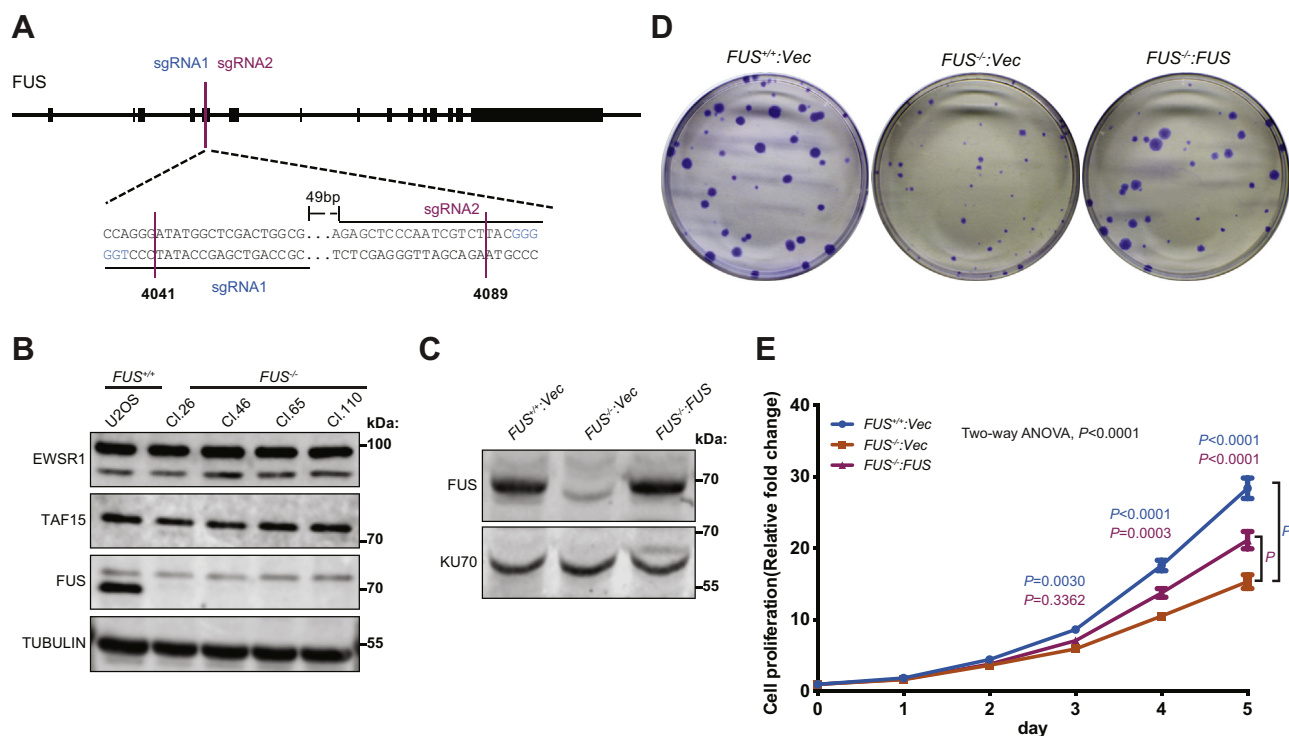 A
sgRNA1 sgRNA2
FUS
49bp
sgRNA2
CCAGGGATATGGCTCGACTGGCG...AGAGCTCCCAATCGTCTTACGGG
GGTCCCTATACCGAGCTGACCGC...TCTCGAGGGTTAGCAGAATGCCC
sgRNA1
4041 4089
B
FUS+/+ FUS-/-
U2OS Cl.26 Cl.46 Cl.65 Cl.110 kDa:
EWSR1 100
TAF15 70
FUS 70
TUBULIN 55
C
FUS+/+:Vec FUS-/-:Vec FUS-/-:FUS kDa:
FUS 70
70
KU70
55
D
FUS+/+:Vec FUS-/-:Vec FUS-/-:FUS
E
Cell proliferation(Relative fold change)
40
30
20
10
0
0 1 2 3 4 5
day
FUS+/+:Vec
FUS-/-:Vec
FUS-/-:FUS
Two-way ANOVA, P<0.0001
P=0.0030
P=0.3362
P<0.0001
P=0.0003
P<0.0001
P<0.0001
P
P